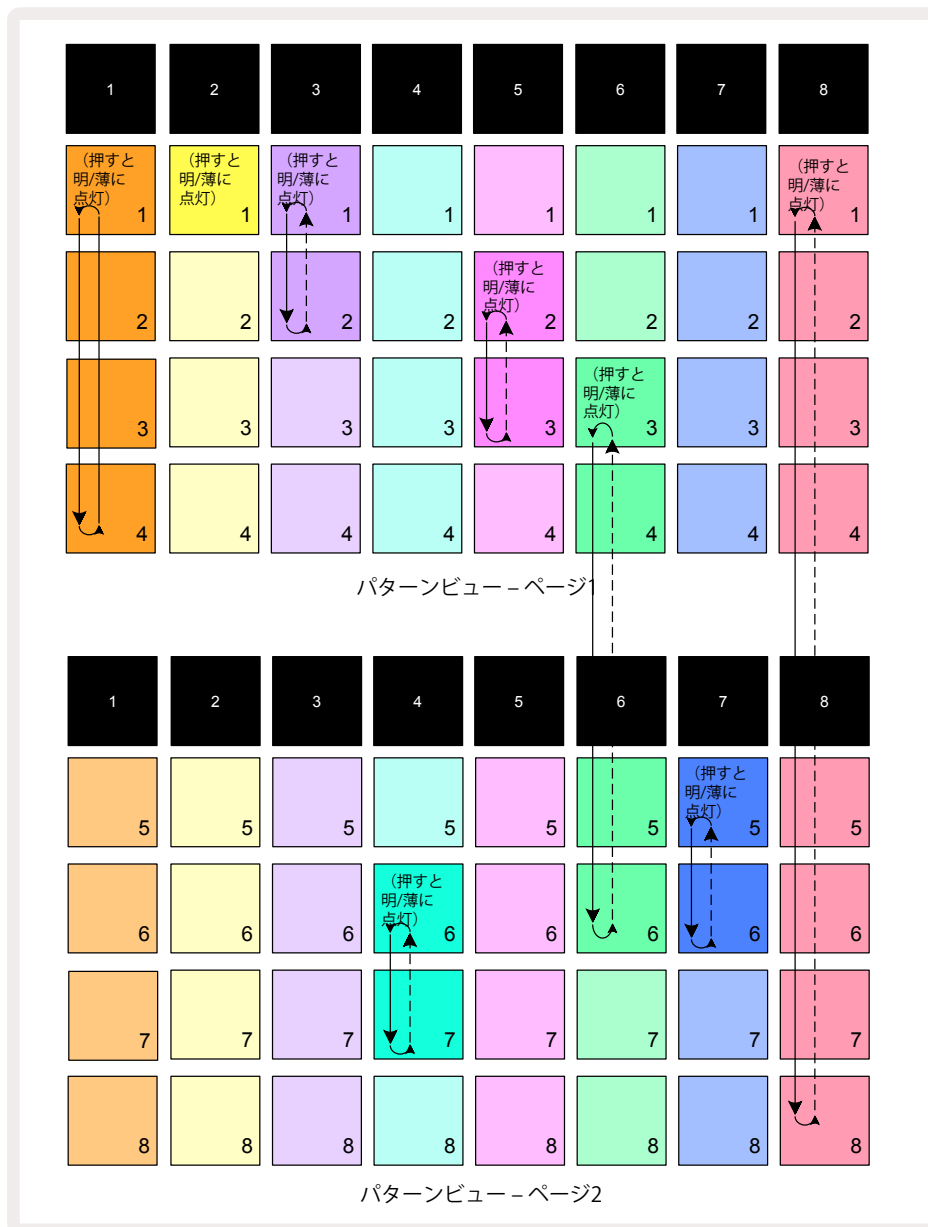 1 2 3 4 5 6 7 8
(押すと
明/薄に
点灯)
1
(押すと
明/薄に
点灯)
1
(押すと
明/薄に
点灯)
1
1
1
1
1
(押すと
明/薄に
点灯)
1
2
2
2
2
(押すと
明/薄に
点灯)
2
2
2
2
3
3
3
3
3
(押すと
明/薄に
点灯)
3
3
3
4 4 4 4 4 4 4 4
パターンビュー – ページ1
1 2 3 4 5 6 7 8
5
5
5
5
5
5
(押すと
明/薄に
点灯)
5
5
6
6
6
(押すと
明/薄に
点灯)
6
6
6
6
6
7 7 7 7 7 7 7 7
8 8 8 8 8 8 8 8
パターンビュー – ページ2